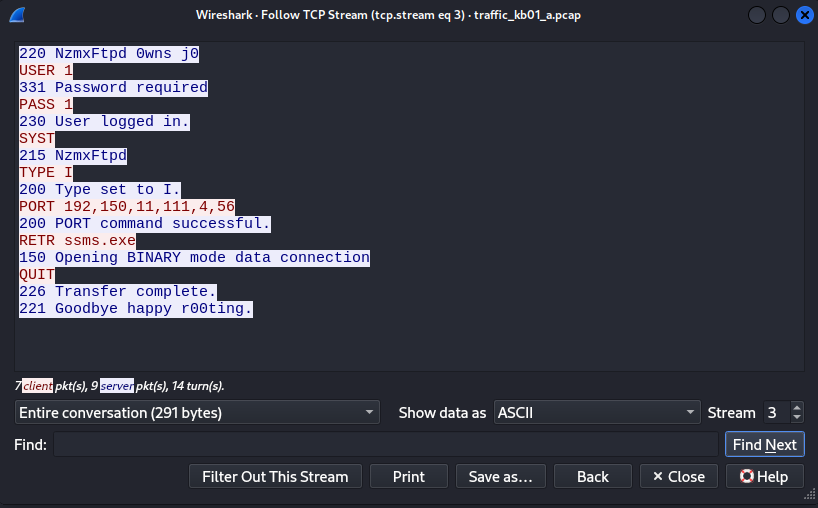 Wireshark · Follow TCP Stream (tcp.stream eq 3) · traffic_kb01_a.pcap
220 NzmxFtpd 0wns j0
USER 1
331 Password required
PASS 1
230 User logged in.
SYST
215 NzmxFtpd
TYPE I
200 Type set to I.
PORT 192,150,11,111,4,56
200 PORT command successful.
RETR ssms.exe
150 Opening BINARY mode data connection
QUIT
226 Transfer complete.
221 Goodbye happy r00ting.
7 client pkt(s), 9 server pkt(s), 14 turn(s).
Entire conversation (291 bytes) Show data as ASCII Stream 3
Find: Find Next
Filter Out This Stream Print Save as… Back × Close Help